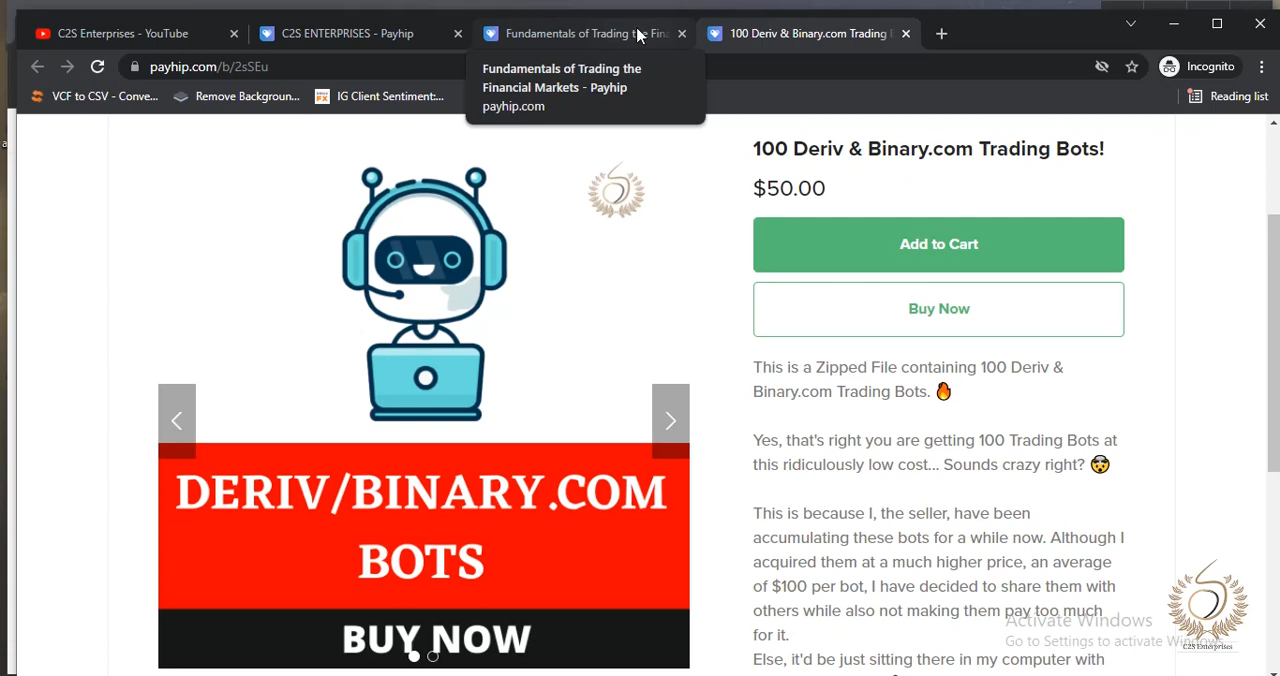 C2S Enterprises - YouTube
C2S ENTERPRISES - Payhip
Fundamentals of Trading the Fina
100 Deriv & Binary.com Trading
payhip.com/b/2sSEu
Incognito
VCF to CSV - Conve...
Remove Backgroun...
IG Client Sentiment:...
Reading list
Fundamentals of Trading the
Financial Markets - Payhip
payhip.com
DERIV/BINARY.COM
BOTS
BUY NOW
100 Deriv & Binary.com Trading Bots!
$50.00
Add to Cart
Buy Now
This is a Zipped File containing 100 Deriv &
Binary.com Trading Bots. 🔥
Yes, that's right you are getting 100 Trading Bots at
this ridiculously low cost... Sounds crazy right? 🤯
This is because I, the seller, have been
accumulating these bots for a while now. Although I
acquired them at a much higher price, an average
of $100 per bot, I have decided to share them with
others while also not making them pay too much
for it.
Else, it'd be just sitting there in my computer with
Activate Windows
Go to Settings to activate Windows.
C2S Enterprises